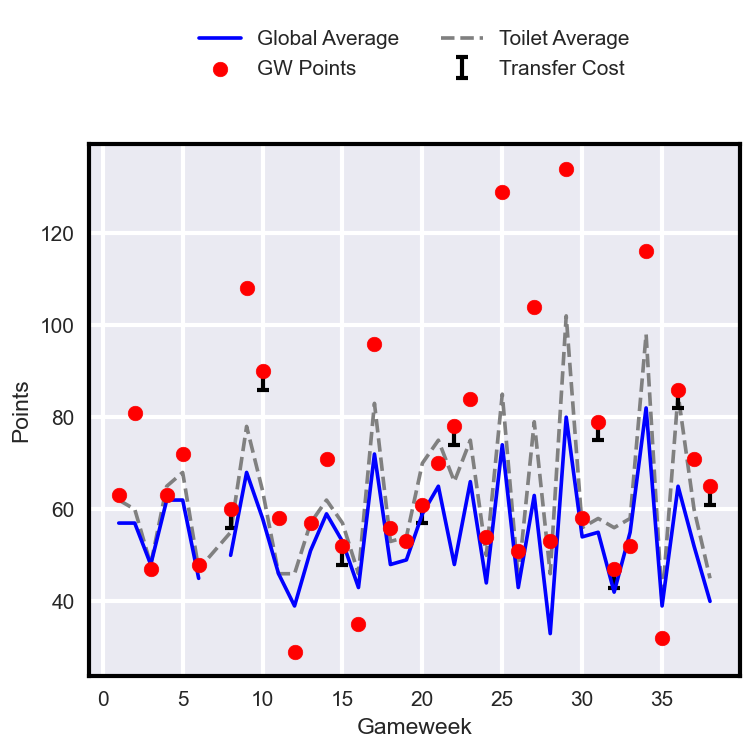 Global Average
Toilet Average
GW Points
Transfer Cost
120
100
80
60
40
Points
0 5 10 15 20 25 30 35
Gameweek